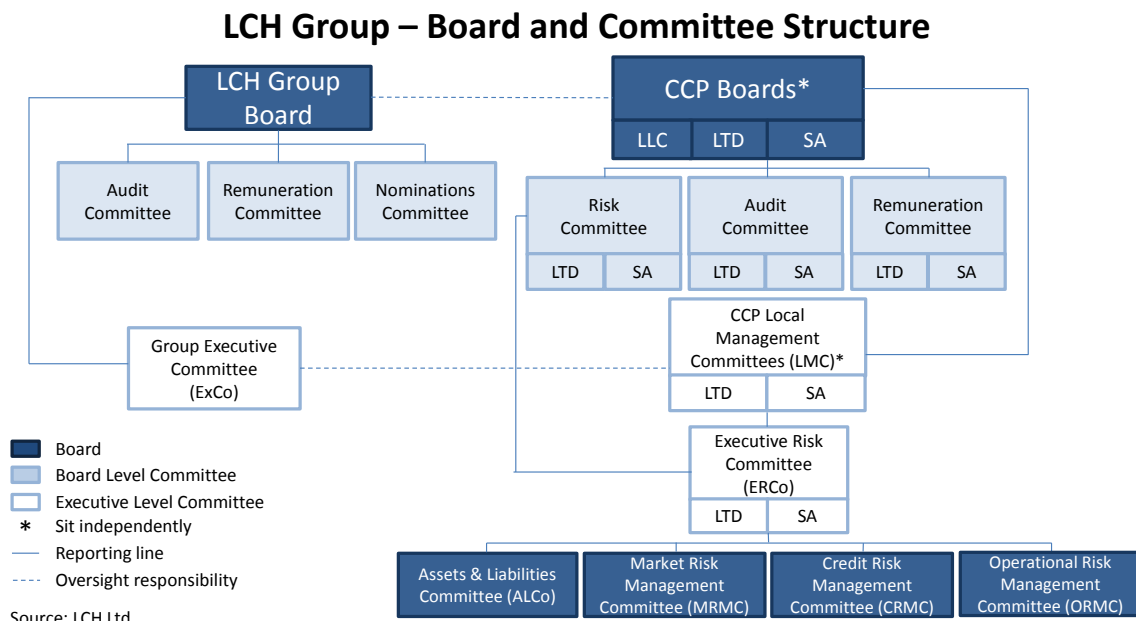 LCH Group – Board and Committee Structure
LCH Group
Board
CCP Boards*
LLC
LTD
SA
Audit
Committee
Remuneration
Committee
Nominations
Committee
Risk
Committee
LTD
SA
Audit
Committee
LTD
SA
Remuneration
Committee
LTD
SA
Group Executive
Committee
(ExCo)
CCP Local
Management
Committees (LMC)*
LTD
SA
Executive Risk
Committee
(ERCo)
LTD
SA
Assets & Liabilities
Committee (ALCo)
Market Risk
Management
Committee (MRMC)
Credit Risk
Management
Committee (CRMC)
Operational Risk
Management
Committee (ORMC)
Board
Board Level Committee
Executive Level Committee
* Sit independently
Reporting line
Oversight responsibility
Source: LCH Ltd